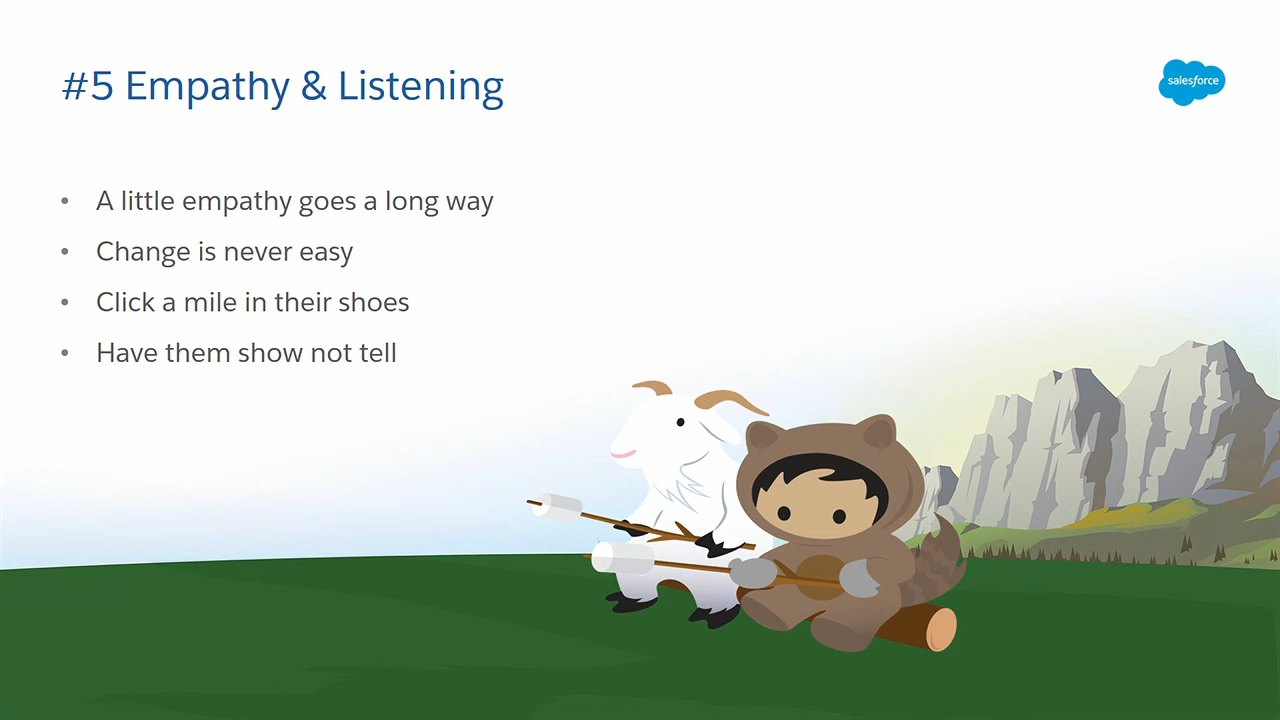 #5 Empathy & Listening
salesforce
• A little empathy goes a long way
• Change is never easy
• Click a mile in their shoes
• Have them show not tell